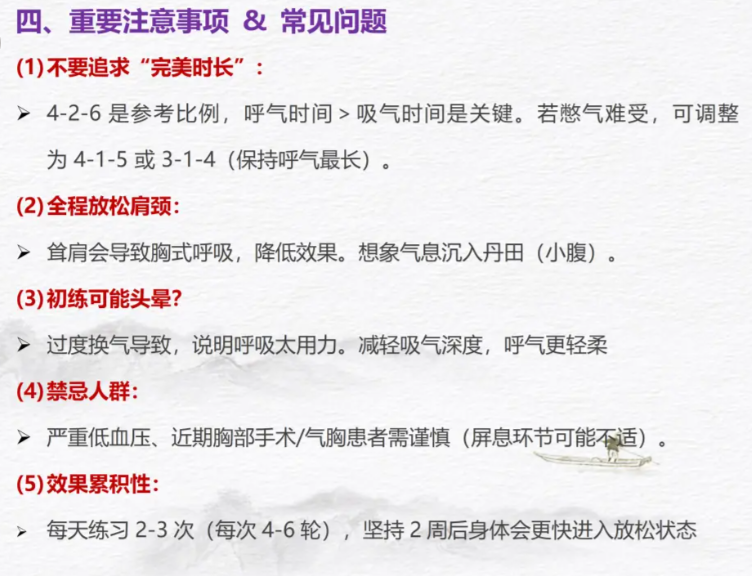 四、重要注意事项 & 常见问题
(1)不要追求“完美时长”：
➢ 4-2-6 是参考比例，呼气时间 > 吸气时间是关键。若憋气难受，可调整
为 4-1-5 或 3-1-4（保持呼气最长）。
(2)全程放松肩颈：
➢ 耸肩会导致胸式呼吸，降低效果。想象气息沉入丹田（小腹）。
(3)初练可能头晕？
➢ 过度换气导致，说明呼吸太用力。减轻吸气深度，呼气更轻柔
(4)禁忌人群：
➢ 严重低血压、近期胸部手术/气胸患者需谨慎（屏息环节可能不适）。
(5)效果累积性：
➢ 每天练习 2-3 次（每次 4-6 轮），坚持 2 周后身体会更快进入放松状态